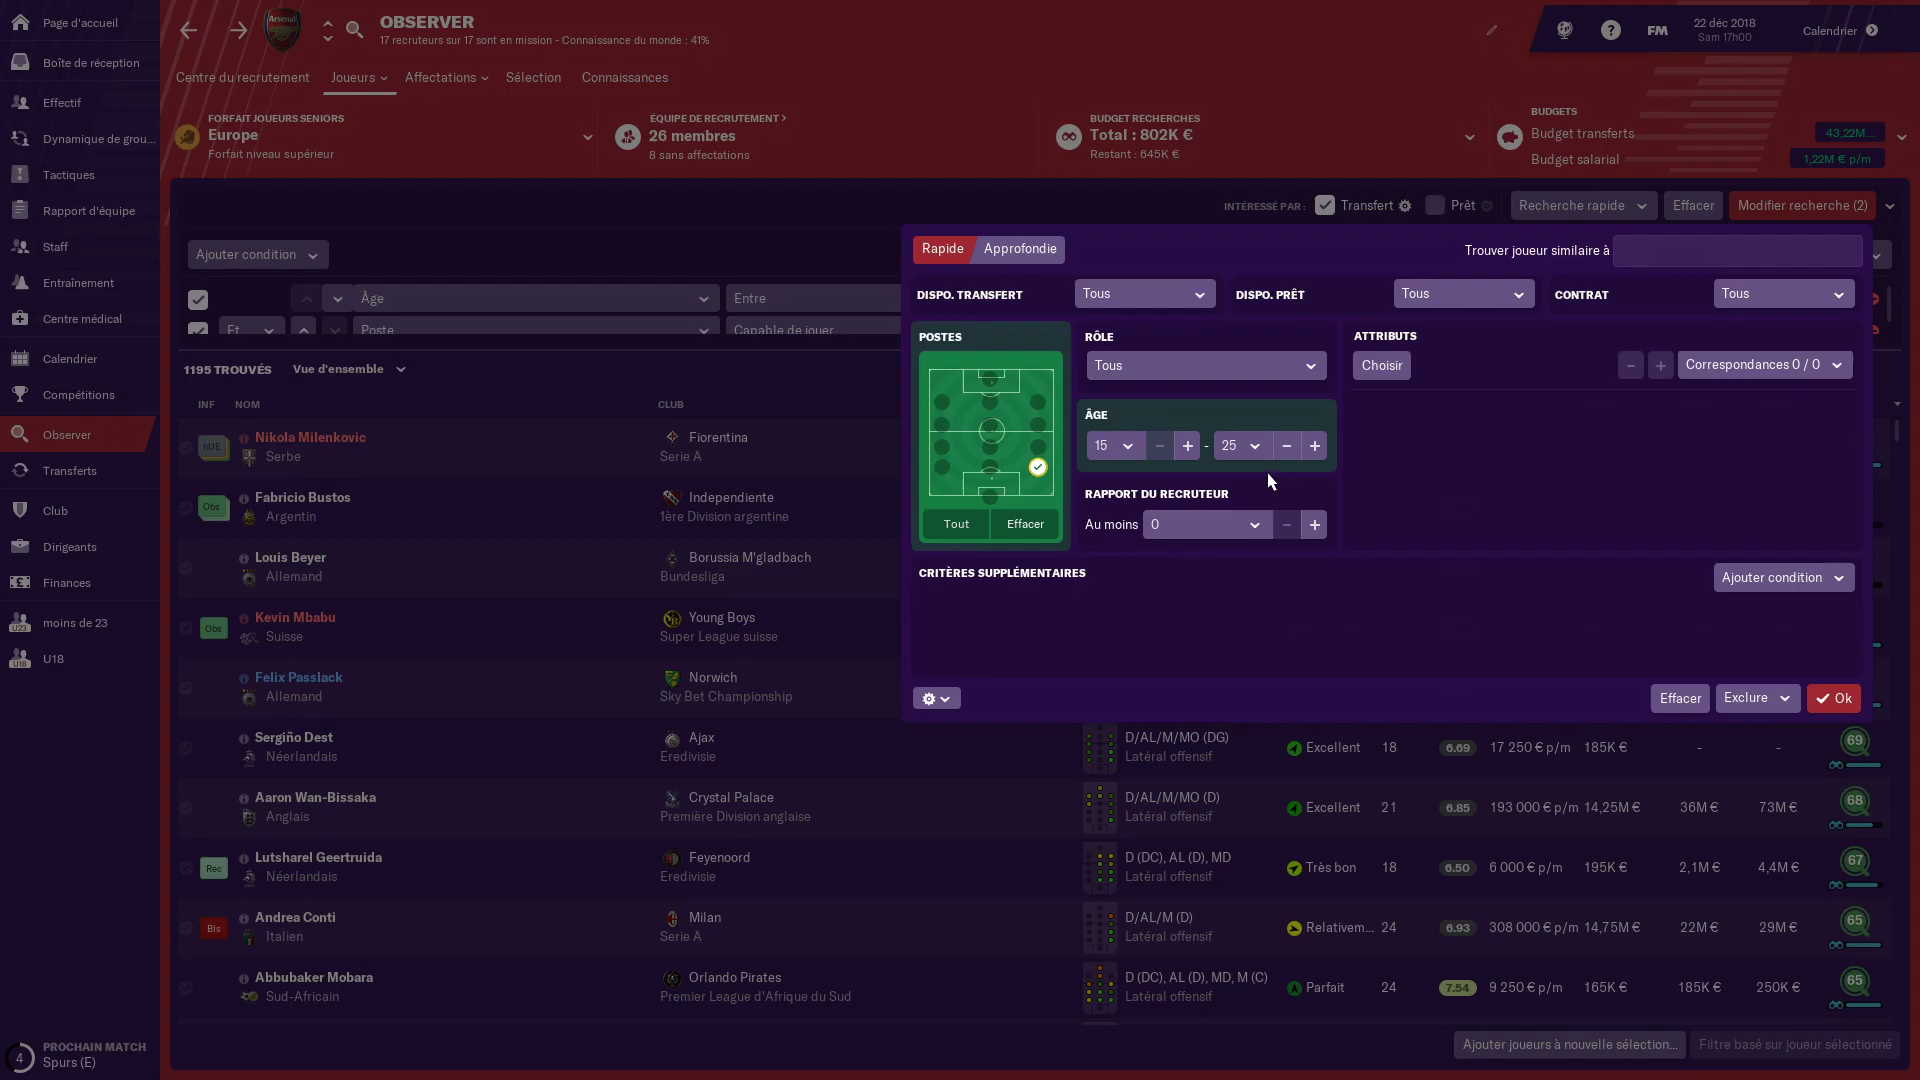 Page d'accueil
Boîte de réception
Effectif
Dynamique de grou...
Tactiques
Rapport d'équipe
Staff
Entraînement
Centre médical
Calendrier
Compétitions
Observer
Transferts
Club
Dirigeants
Finances
moins de 23
U18
4
PROCHAIN MATCH
Spurs (E)
Arsenal
OBSERVER
17 recruteurs sur 17 sont en mission - Connaissance du monde : 41%
FM
22 déc 2018
Sam 17h00
Calendrier
Centre du recrutement
Joueurs
Affectations
Sélection
Connaissances
FORFAIT JOUEURS SENIORS
Europe
Forfait niveau supérieur
ÉQUIPE DE RECRUTEMENT >
26 membres
8 sans affectations
BUDGET RECHERCHES
Total : 802K €
Restant : 645K €
BUDGETS
Budget transferts
43,22M...
Budget salarial
1,22M € p/m
INTÉRESSÉ PAR :
Transfert
Prêt
Recherche rapide
Effacer
Modifier recherche (2)
Ajouter condition
Âge
Entre
Et
Poste
Capable de jouer
1195 TROUVÉS
Vue d'ensemble
INF NOM CLUB
hUE Nikola Milenkovic Fiorentina
Serbe Serie A
Obs Fabricio Bustos Independiente
Argentin 1ère Division argentine
Louis Beyer Borussia M'gladbach
Allemand Bundesliga
Obs Kevin Mbabu Young Boys
Suisse Super League suisse
Felix Passlack Norwich
Allemand Sky Bet Championship
Sergiño Dest Ajax D/AL/M/MO (DG) Excellent 18 6.69 17 250 € p/m 185K € - - 69
Néerlandais Eredivisie Latéral offensif
Aaron Wan-Bissaka Crystal Palace D/AL/M/MO (D) Excellent 21 6.85 193 000 € p/m 14,25M € 36M € 73M € 68
Anglais Première Division anglaise Latéral offensif
Rec Lutsharel Geertruida Feyenoord D (DC), AL (D), MD Très bon 18 6.50 6 000 € p/m 195K € 2,1M € 4,4M € 67
Néerlandais Eredivisie Latéral offensif
Bls Andrea Conti Milan D/AL/M (D) Relativem... 24 6.93 308 000 € p/m 14,75M € 22M € 29M € 65
Italien Serie A Latéral offensif
Abbubaker Mobara Orlando Pirates D (DC), AL (D), MD, M (C) Parfait 24 7.54 9 250 € p/m 165K € 185K € 250K € 65
Sud-Africain Premier League d'Afrique du Sud Latéral offensif
Rapide
Approfondie
Trouver joueur similaire à
DISPO. TRANSFERT Tous
DISPO. PRÊT Tous
CONTRAT Tous
POSTES
Tout
Effacer
RÔLE
Tous
ÂGE
15 - + - 25 - +
RAPPORT DU RECRUTEUR
Au moins 0 - +
ATTRIBUTS
Choisir
- +
Correspondances 0 / 0
CRITÈRES SUPPLÉMENTAIRES
Ajouter condition
Effacer
Exclure
Ok
Ajouter joueurs à nouvelle sélection...
Filtre basé sur joueur sélectionné
U23
U18